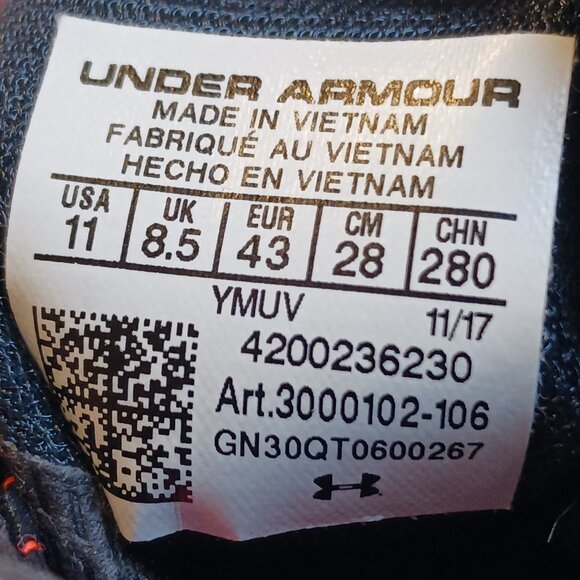 UNDER ARMOUR
MADE IN VIETNAM
FABRIQUÉ AU VIETNAM
HECHO EN VIETNAM
USA UK EUR CM CHN
11 8.5 43 28 280
YMUV 11/17
4200236230
Art.3000102-106
GN30QT0600267